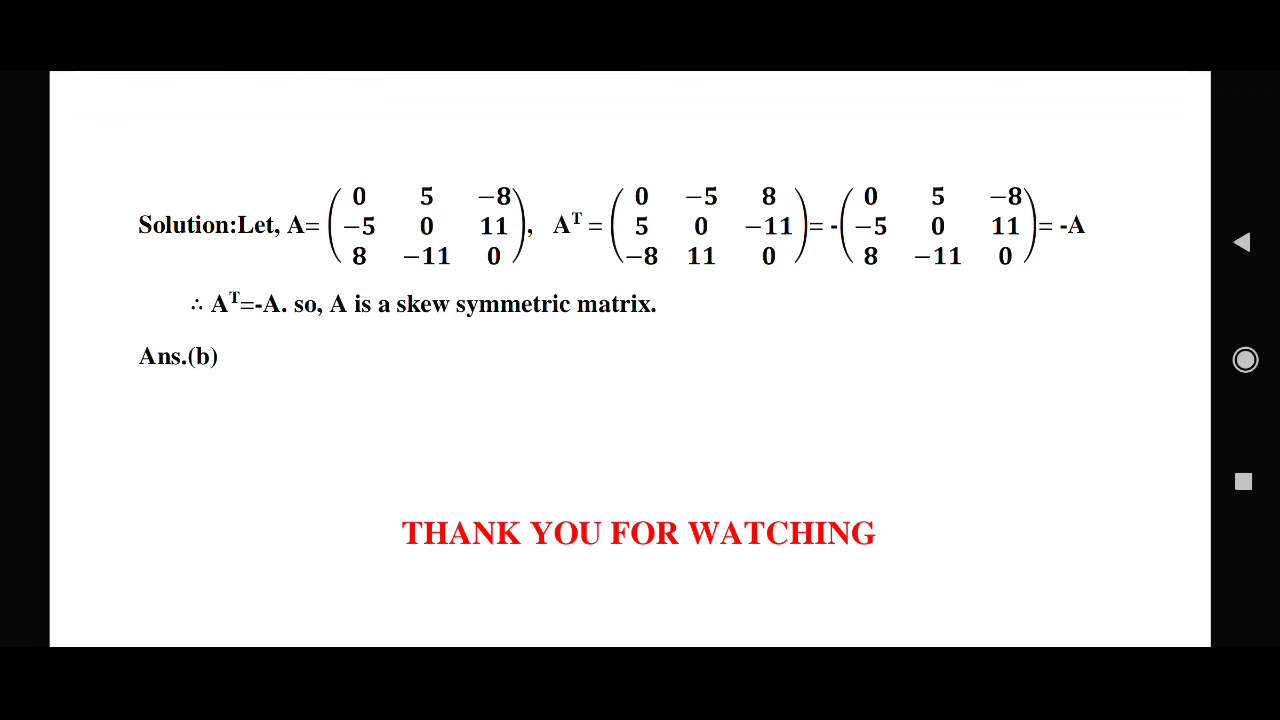 Solution:Let, A= ( 0 5 −8 ; −5 0 11 ; 8 −11 0 ), Aᵀ = ( 0 −5 8 ; 5 0 −11 ; −8 11 0 )= -( 0 5 −8 ; −5 0 11 ; 8 −11 0 )= -A
∴ Aᵀ=-A. so, A is a skew symmetric matrix.
Ans.(b)
THANK YOU FOR WATCHING